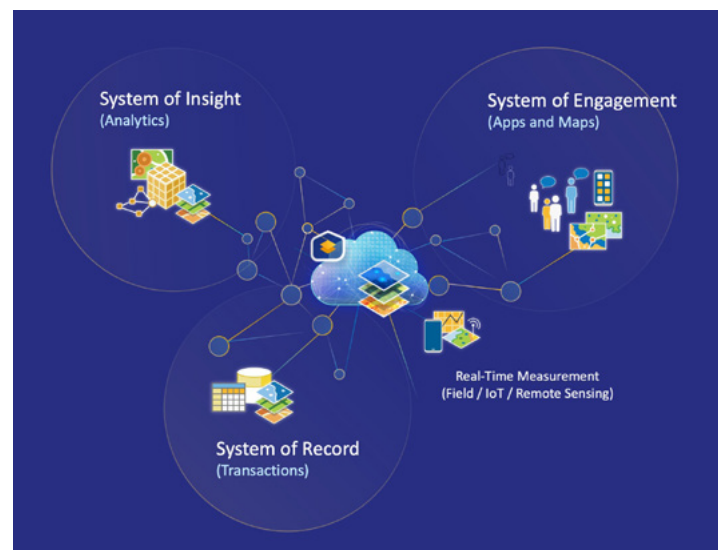 System of Insight
(Analytics)
System of Engagement
(Apps and Maps)
Real-Time Measurement
(Field / IoT / Remote Sensing)
System of Record
(Transactions)